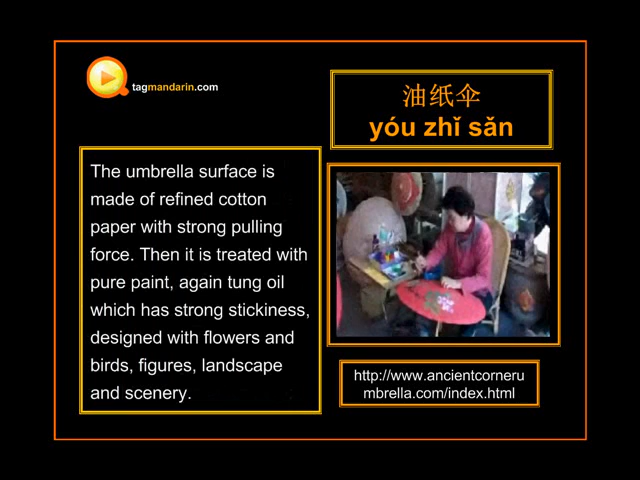 tagmandarin.com
油纸伞
yóu zhǐ sǎn
The umbrella surface is
made of refined cotton
paper with strong pulling
force. Then it is treated with
pure paint, again tung oil
which has strong stickiness,
designed with flowers and
birds, figures, landscape
and scenery.
http://www.ancientcorneru
mbrella.com/index.html